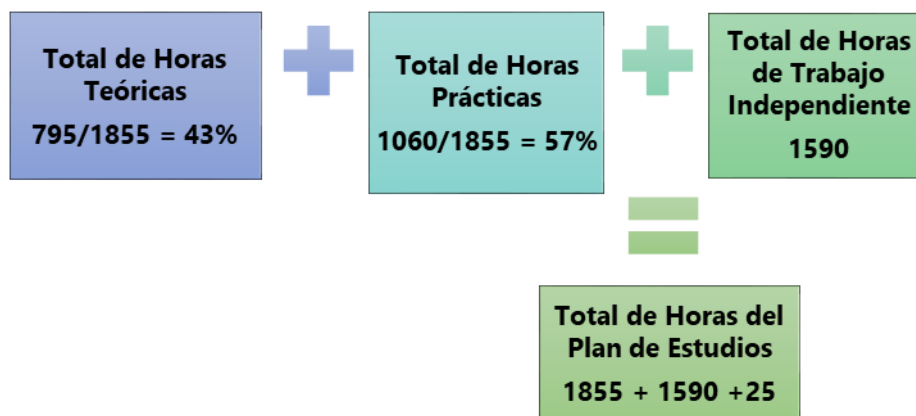 Total de Horas
Teóricas
795/1855 = 43%
Total de Horas
Prácticas
1060/1855 = 57%
Total de Horas
de Trabajo
Independiente
1590
Total de Horas del
Plan de Estudios
1855 + 1590 +25